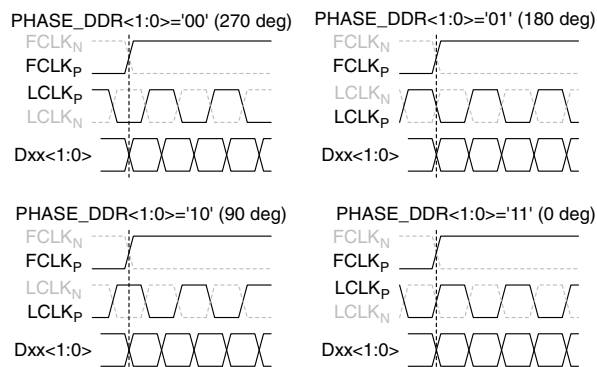 PHASE_DDR<1:0>='00' (270 deg)
FCLKN
FCLKP
LCLKP
LCLKN
Dxx<1:0>
PHASE_DDR<1:0>='01' (180 deg)
FCLKN
FCLKP
LCLKN
LCLKP
Dxx<1:0>
PHASE_DDR<1:0>='10' (90 deg)
FCLKN
FCLKP
LCLKN
LCLKP
Dxx<1:0>
PHASE_DDR<1:0>='11' (0 deg)
FCLKN
FCLKP
LCLKP
LCLKN
Dxx<1:0>